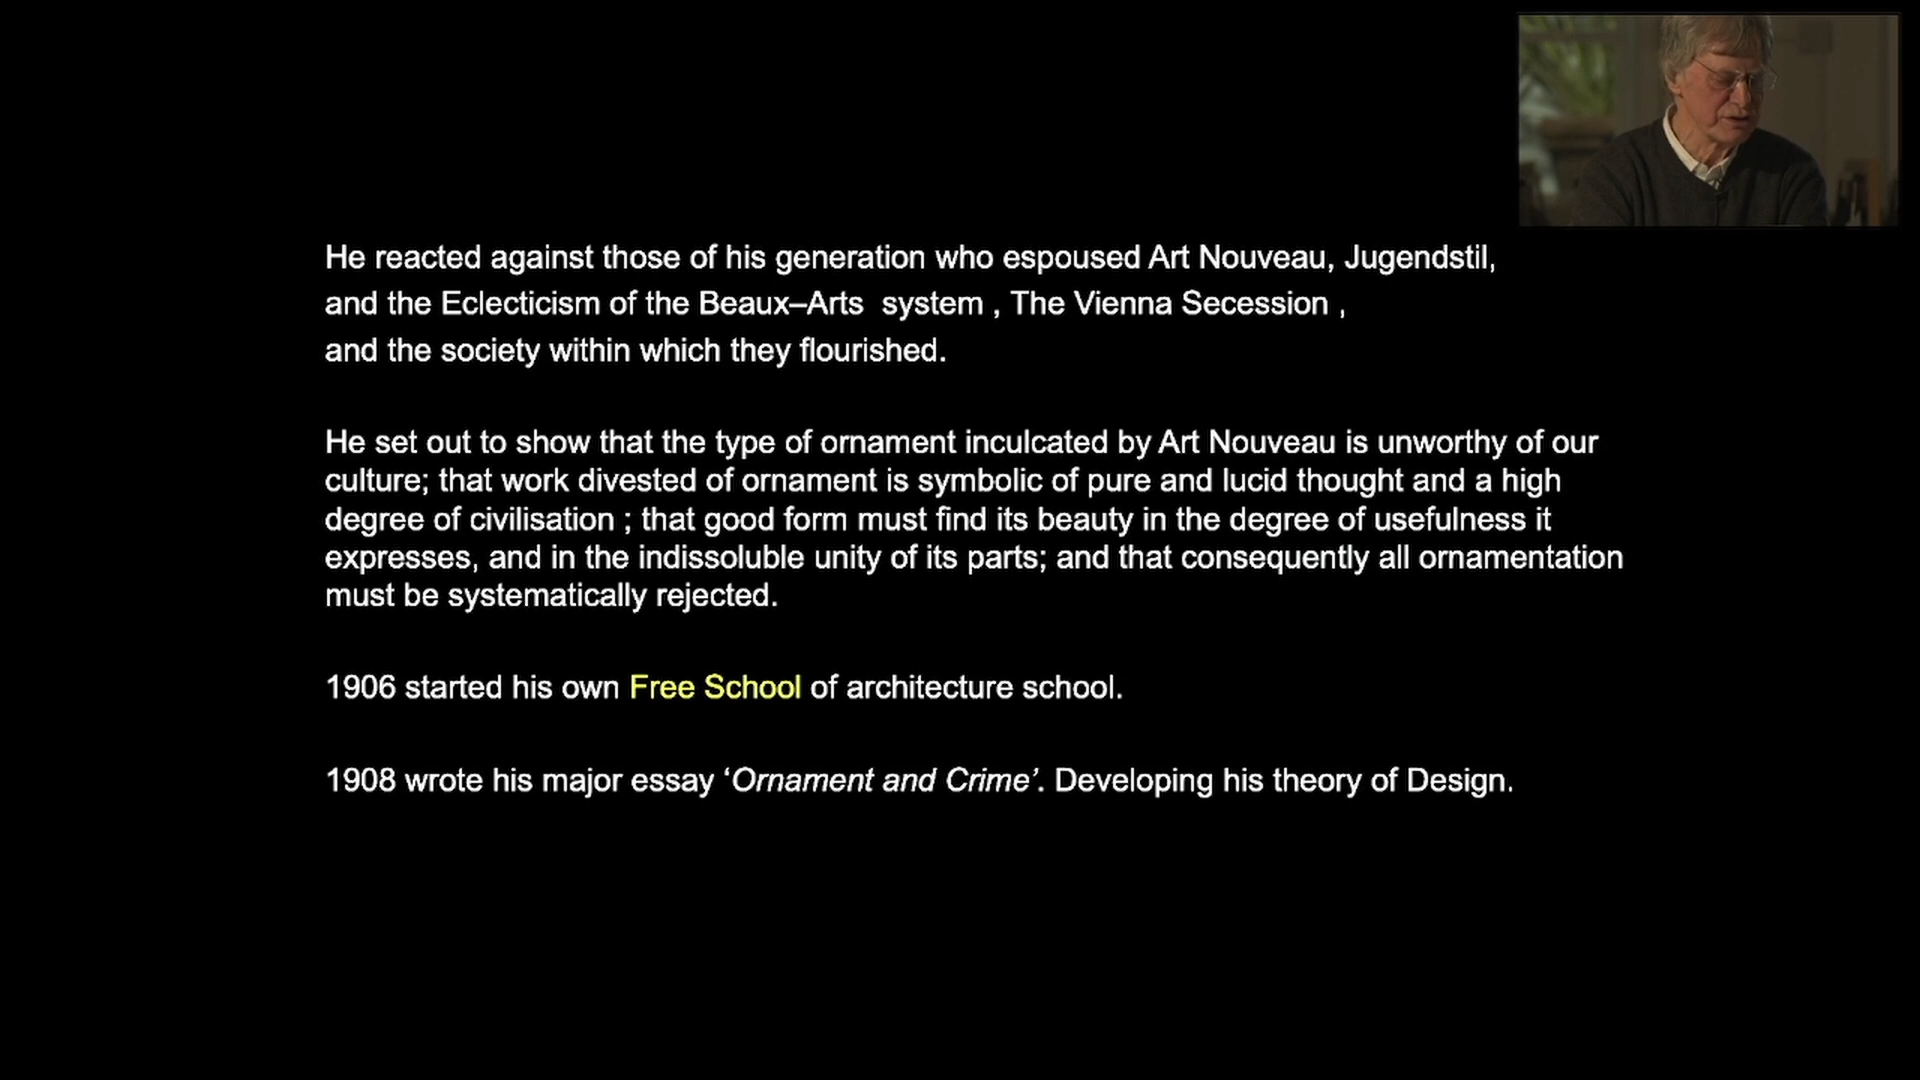 He reacted against those of his generation who espoused Art Nouveau, Jugendstil,
and the Eclecticism of the Beaux–Arts  system , The Vienna Secession ,
and the society within which they flourished.
He set out to show that the type of ornament inculcated by Art Nouveau is unworthy of our
culture; that work divested of ornament is symbolic of pure and lucid thought and a high
degree of civilisation ; that good form must find its beauty in the degree of usefulness it
expresses, and in the indissoluble unity of its parts; and that consequently all ornamentation
must be systematically rejected.
1906 started his own Free School of architecture school.
1908 wrote his major essay ‘Ornament and Crime’. Developing his theory of Design.